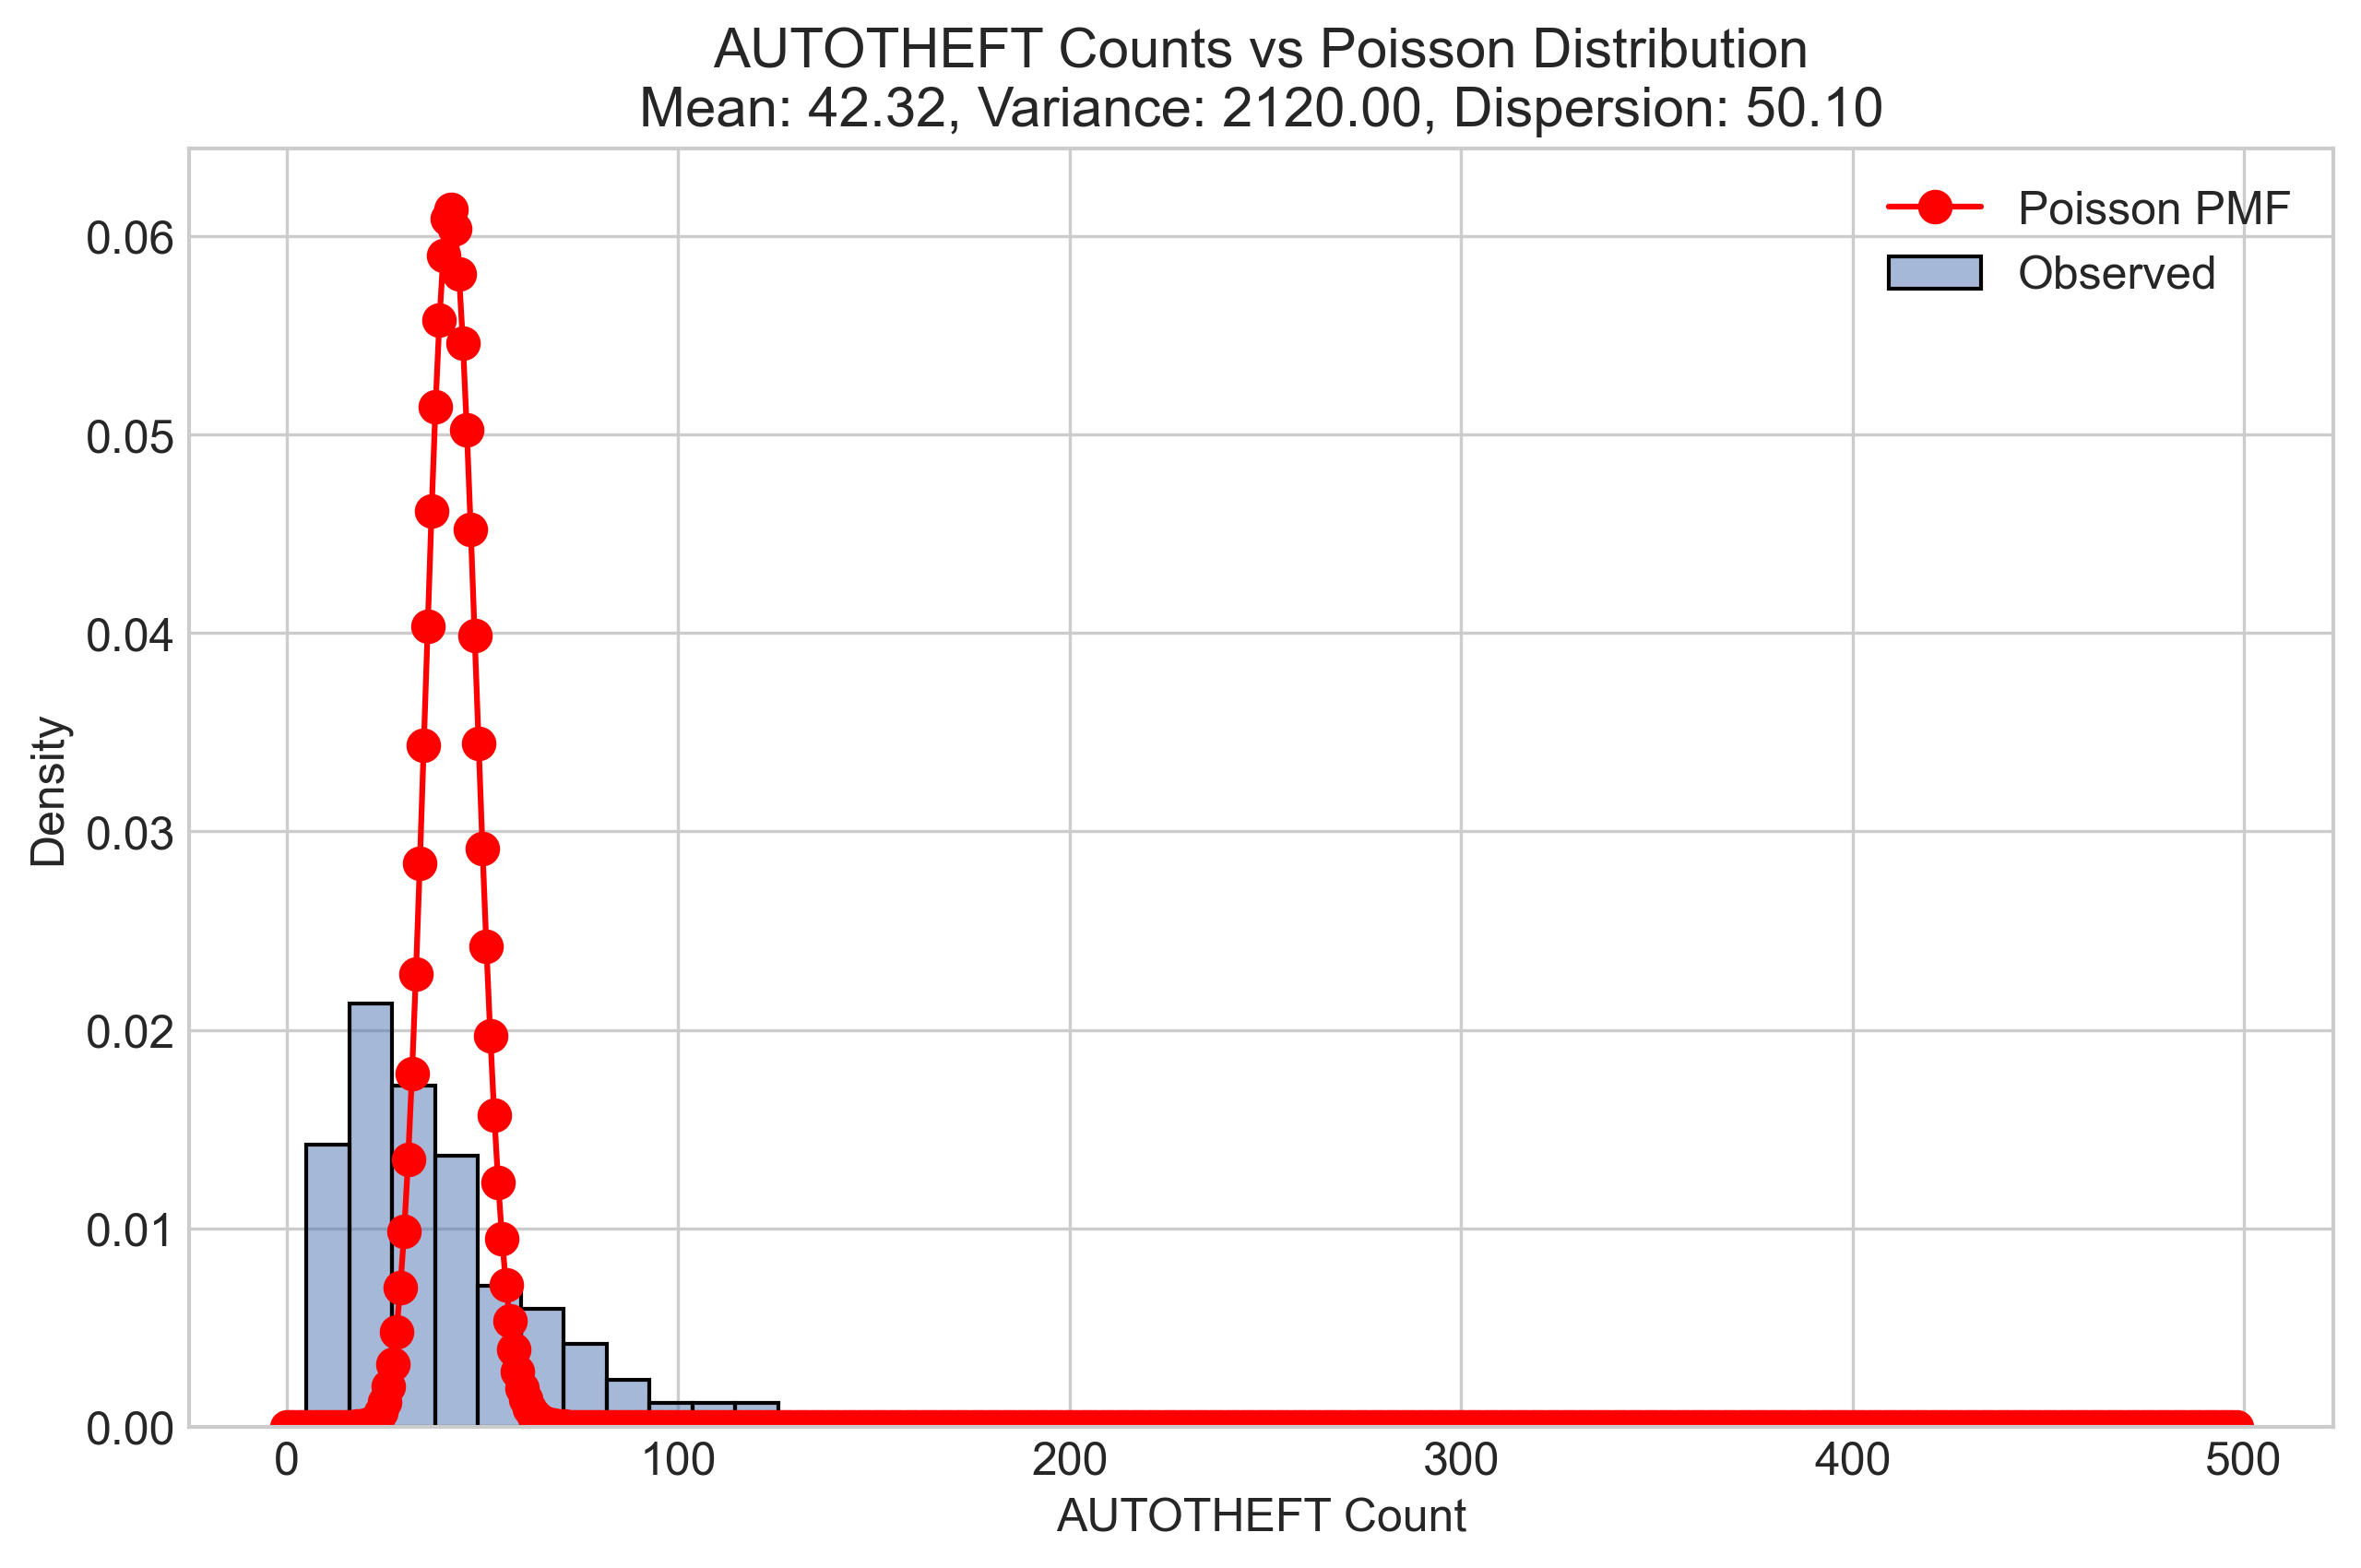 AUTOTHEFT Counts vs Poisson Distribution
Mean: 42.32, Variance: 2120.00, Dispersion: 50.10
Poisson PMF
Observed
Density
0.06
0.05
0.04
0.03
0.02
0.01
0.00
0 100 200 300 400 500
AUTOTHEFT Count